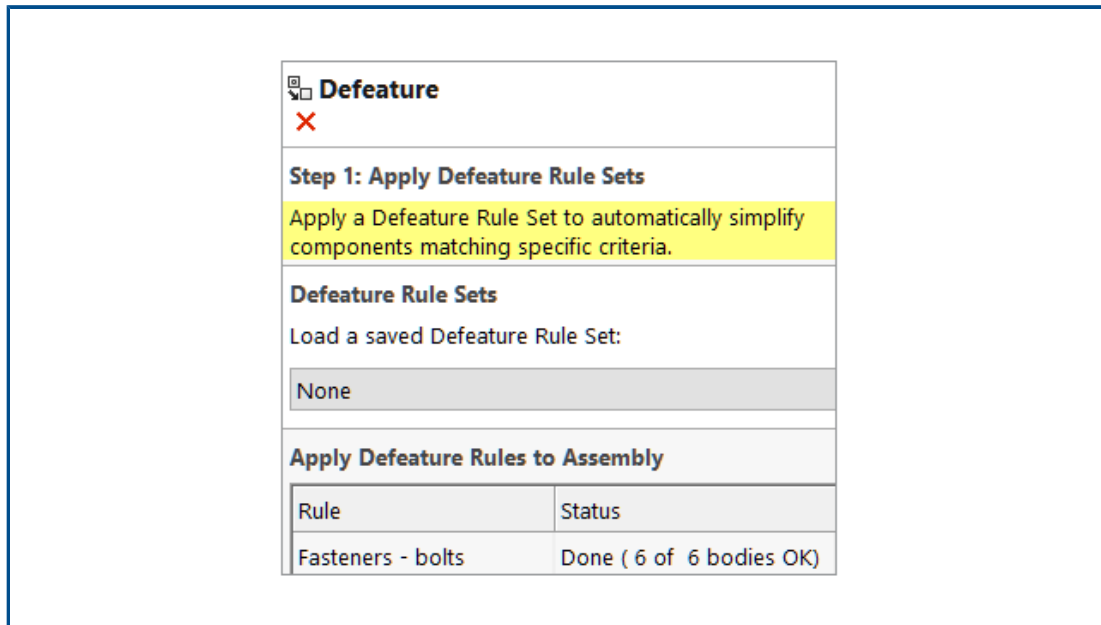 Defeature
Step 1: Apply Defeature Rule Sets
Apply a Defeature Rule Set to automatically simplify
components matching specific criteria.
Defeature Rule Sets
Load a saved Defeature Rule Set:
None
Apply Defeature Rules to Assembly
Rule Status
Fasteners - bolts Done ( 6 of  6 bodies OK)